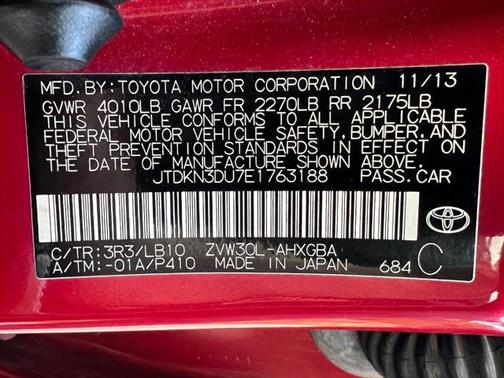 MFD.BY:TOYOTA MOTOR CORPORATION 11/13
GVWR 4010LB GAWR FR 2270LB RR 2175LB
THIS VEHICLE CONFORMS TO ALL APPLICABLE
FEDERAL MOTOR VEHICLE SAFETY,BUMPER,AND
THEFT PREVENTION STANDARDS IN EFFECT ON
THE DATE OF MANUFACTURE SHOWN ABOVE.
JTDKN3DU7E1763188 PASS.CAR
C/TR:3R3/LB10 ZVW30L-AHXGBA
A/TM:-01A/P410 MADE IN JAPAN 684 C